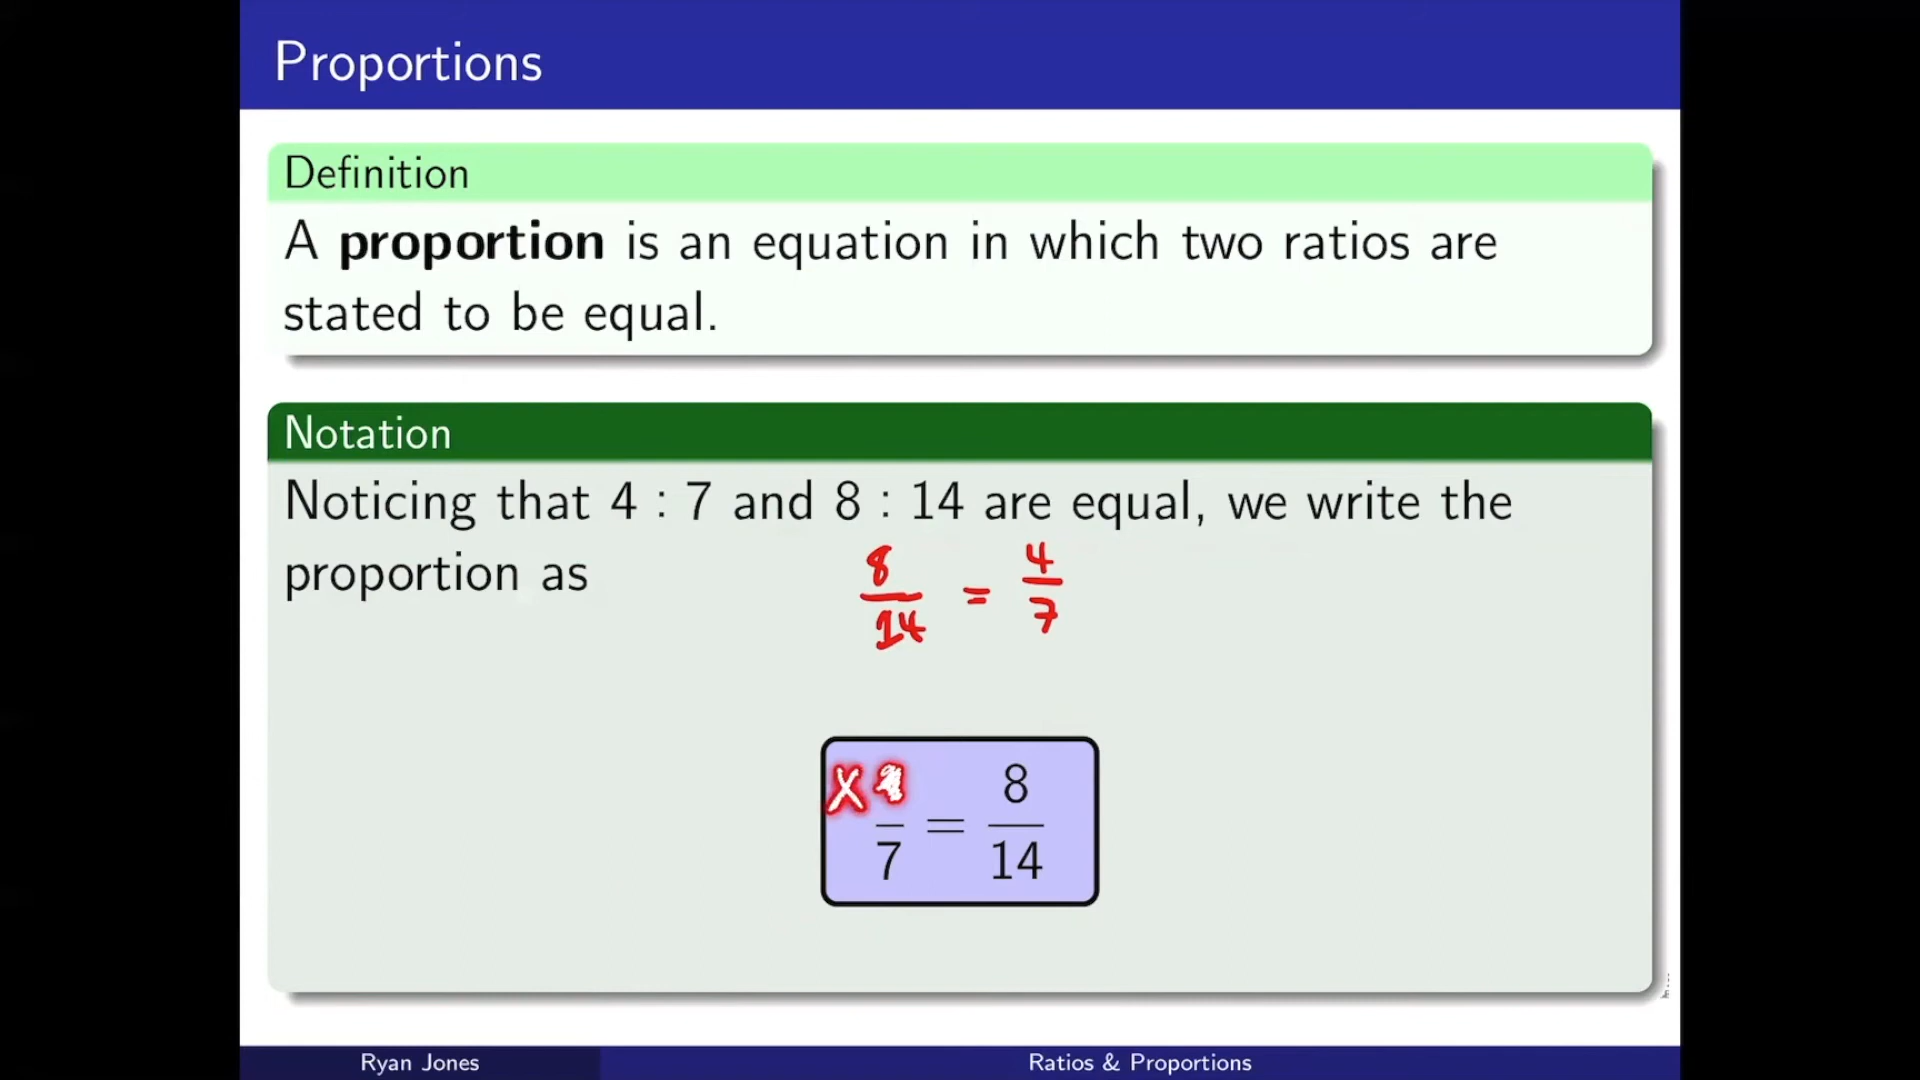 Proportions
Definition
A proportion is an equation in which two ratios are
stated to be equal.
Notation
Noticing that 4 : 7 and 8 : 14 are equal, we write the
proportion as
8/14 = 4/7
X
/7 = 8/14
Ryan Jones
Ratios & Proportions